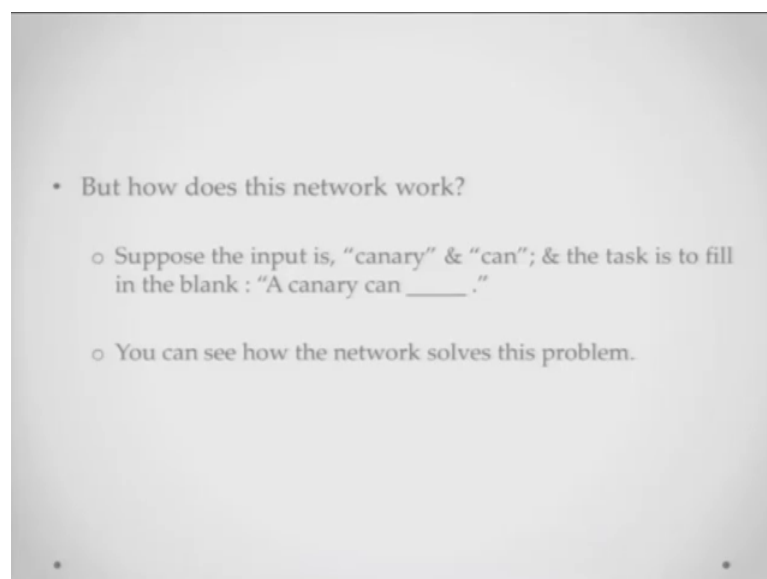 • But how does this network work?
o Suppose the input is, “canary” & “can”; & the task is to fill
in the blank : “A canary can _____ .”
o You can see how the network solves this problem.